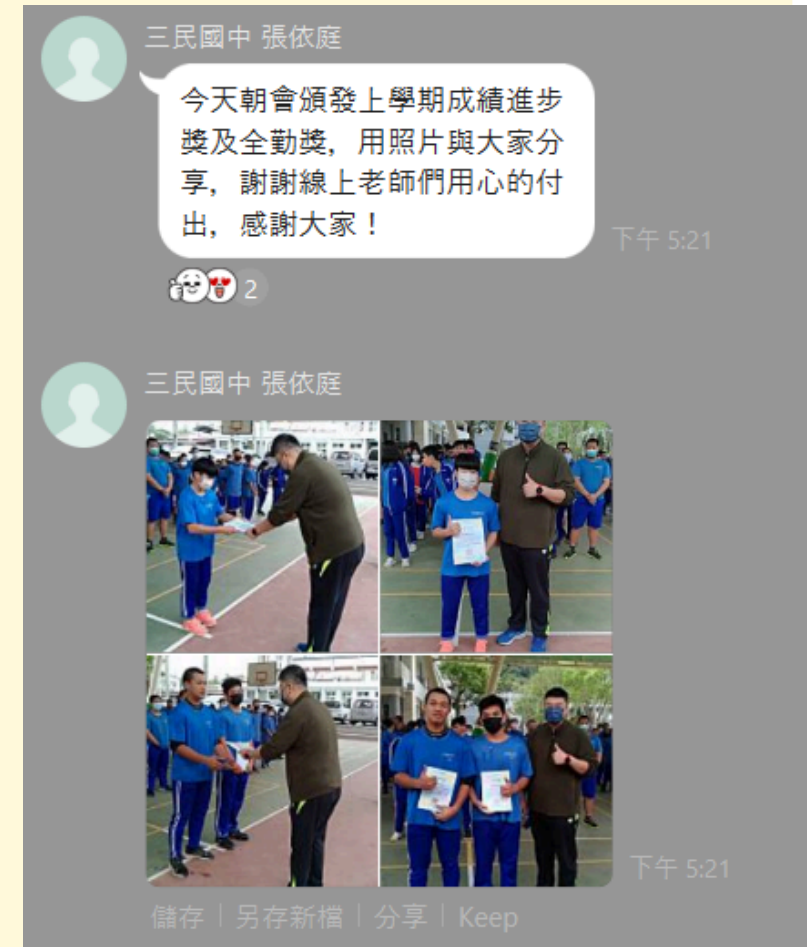 三民國中 張依庭
今天朝會頒發上學期成績進步
獎及全勤獎，用照片與大家分
享，謝謝線上老師們用心的付
出，感謝大家！
下午 5:21
2
三民國中 張依庭
下午 5:21
儲存｜另存新檔｜分享｜Keep